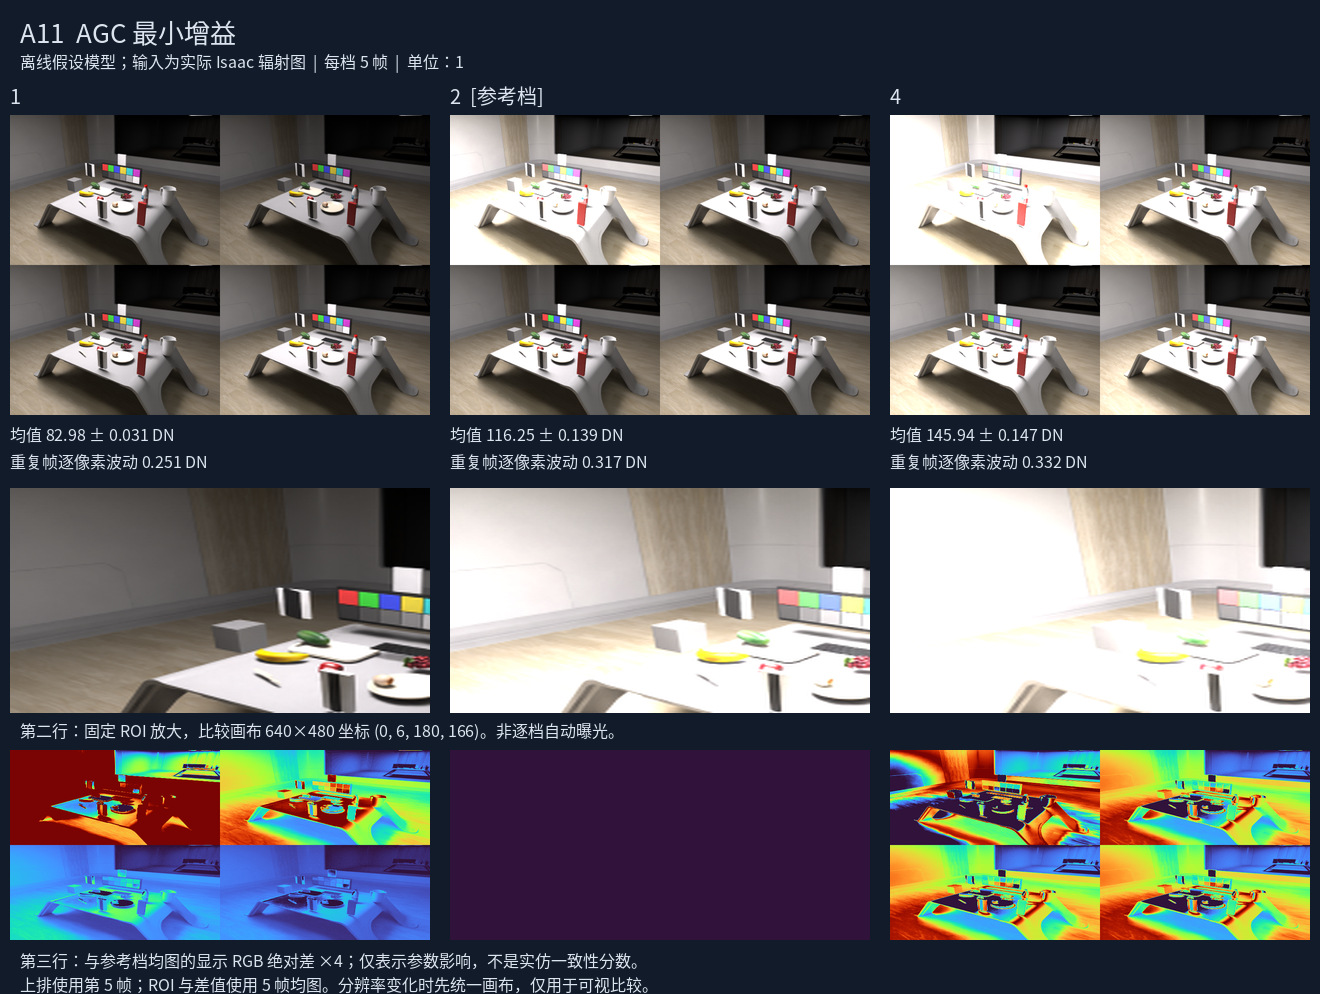 A11 AGC 最小增益
离线假设模型；输入为实际 Isaac 辐射图 | 每档 5 帧 | 单位：1
1
2 [参考档]
4
均值 82.98 ± 0.031 DN
重复帧逐像素波动 0.251 DN
均值 116.25 ± 0.139 DN
重复帧逐像素波动 0.317 DN
均值 145.94 ± 0.147 DN
重复帧逐像素波动 0.332 DN
第二行：固定 ROI 放大，比较画布 640×480 坐标 (0, 6, 180, 166)。非逐档自动曝光。
第三行：与参考档均图的显示 RGB 绝对差 ×4；仅表示参数影响，不是实仿一致性分数。
上排使用第 5 帧；ROI 与差值使用 5 帧均图。分辨率变化时先统一画布，仅用于可视比较。